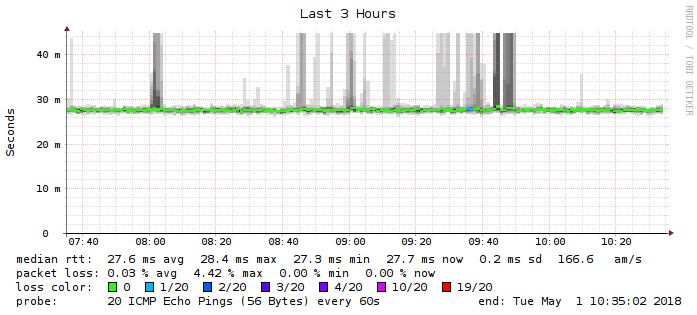 Last 3 Hours
RRDTOOL / TOBI OETIKER
Seconds
40 m
30 m
20 m
10 m
0
07:40 08:00 08:20 08:40 09:00 09:20 09:40 10:00 10:20
median rtt: 27.6 ms avg 28.4 ms max 27.3 ms min 27.7 ms now 0.2 ms sd 166.6 am/s
packet loss: 0.03 % avg 4.42 % max 0.00 % min 0.00 % now
loss color: 0 1/20 2/20 3/20 4/20 10/20 19/20
probe: 20 ICMP Echo Pings (56 Bytes) every 60s end: Tue May 1 10:35:02 2018